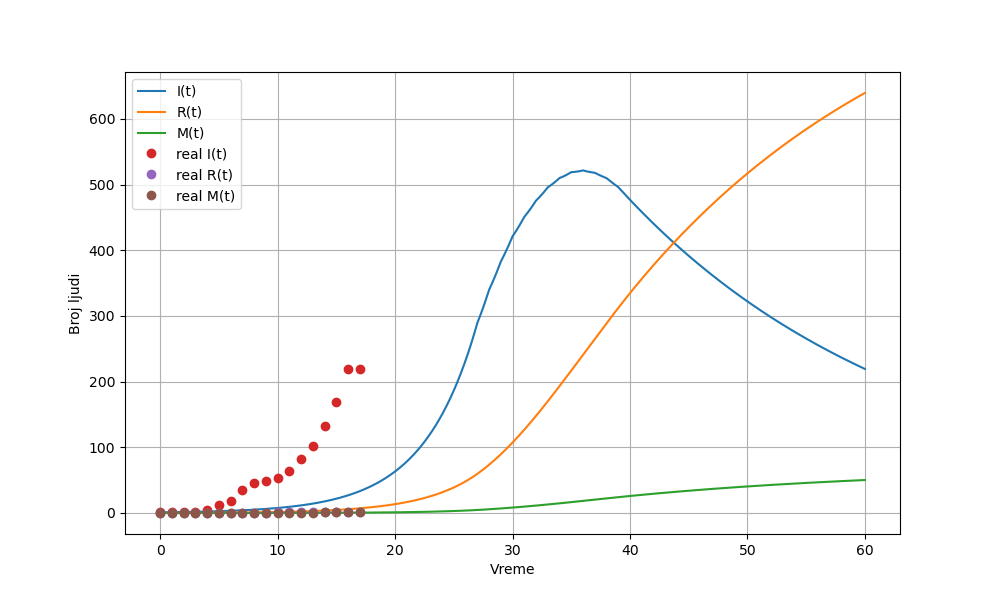 I(t)
R(t)
M(t)
real I(t)
real R(t)
real M(t)
Broj ljudi
600
500
400
300
200
100
0
0 10 20 30 40 50 60
Vreme